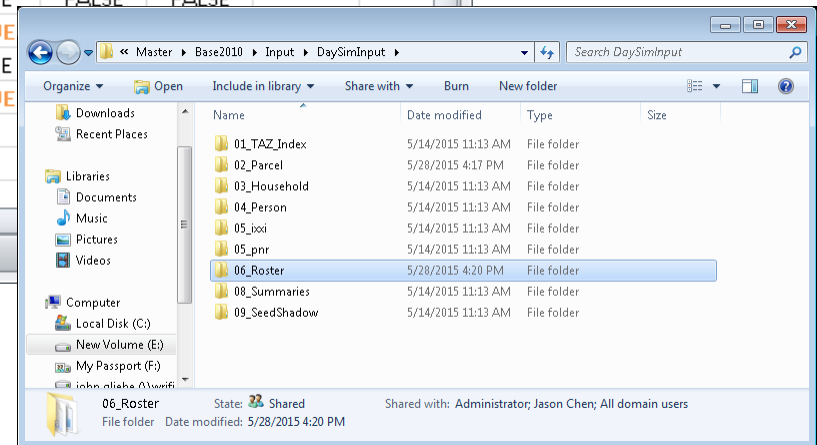 FALSE FALSE
« Master Base2010 Input DaySimInput Search DaySimInput
Organize Open Include in library Share with Burn New folder
Downloads
Recent Places
Libraries
Documents
Music
Pictures
Videos
Computer
Local Disk (C:)
New Volume (E:)
My Passport (F:)
Name Date modified Type Size
01_TAZ_Index 5/14/2015 11:13 AM File folder
02_Parcel 5/28/2015 4:17 PM File folder
03_Household 5/14/2015 11:13 AM File folder
04_Person 5/14/2015 11:13 AM File folder
05_ixxi 5/14/2015 11:13 AM File folder
05_pnr 5/14/2015 11:13 AM File folder
06_Roster 5/28/2015 4:20 PM File folder
08_Summaries 5/14/2015 11:13 AM File folder
09_SeedShadow 5/14/2015 11:13 AM File folder
06_Roster State: Shared Shared with: Administrator; Jason Chen; All domain users
File folder Date modified: 5/28/2015 4:20 PM